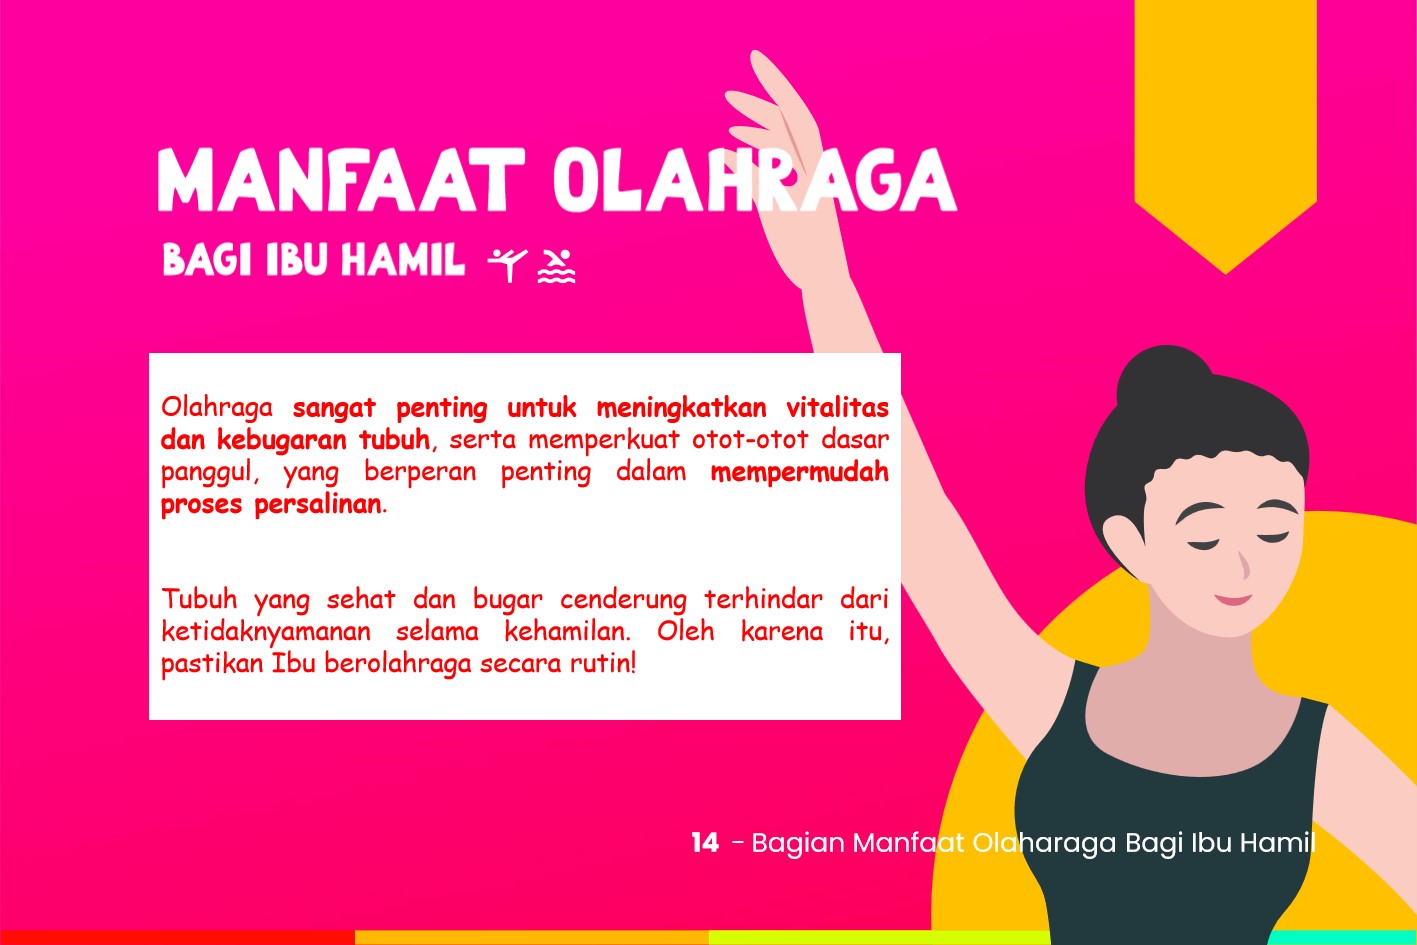 MANFAAT OLAHRAGA
BAGI IBU HAMIL
Olahraga sangat penting untuk meningkatkan vitalitas
dan kebugaran tubuh, serta memperkuat otot-otot dasar
panggul, yang berperan penting dalam mempermudah
proses persalinan.
Tubuh yang sehat dan bugar cenderung terhindar dari
ketidaknyamanan selama kehamilan. Oleh karena itu,
pastikan Ibu berolahraga secara rutin!
14 - Bagian Manfaat Olaharaga Bagi Ibu Hamil